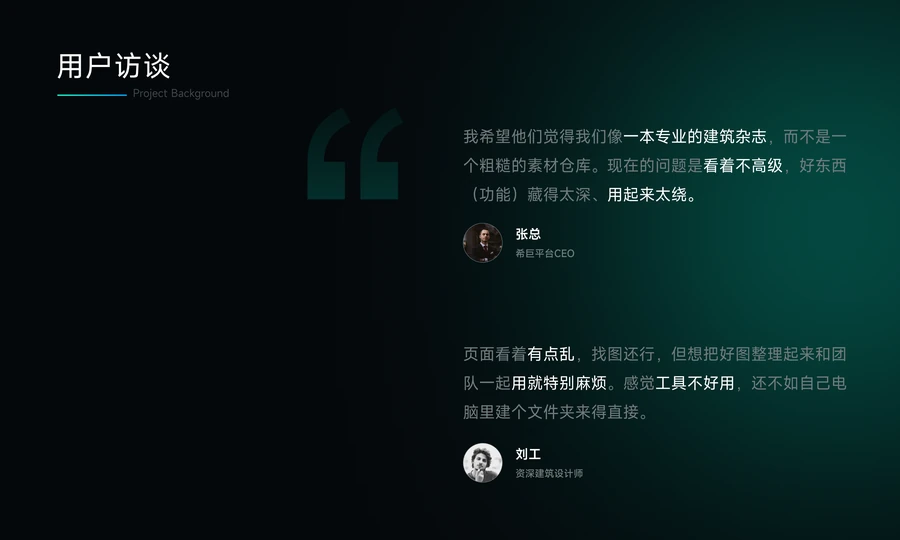 用户访谈
Project Background
我希望他们觉得我们像一本专业的建筑杂志，而不是一
个粗糙的素材仓库。现在的问题是看着不高级，好东西
（功能）藏得太深、用起来太绕。
张总
希巨平台CEO
页面看着有点乱，找图还行，但想把好图整理起来和团
队一起用就特别麻烦。感觉工具不好用，还不如自己电
脑里建个文件夹来得直接。
刘工
资深建筑设计师